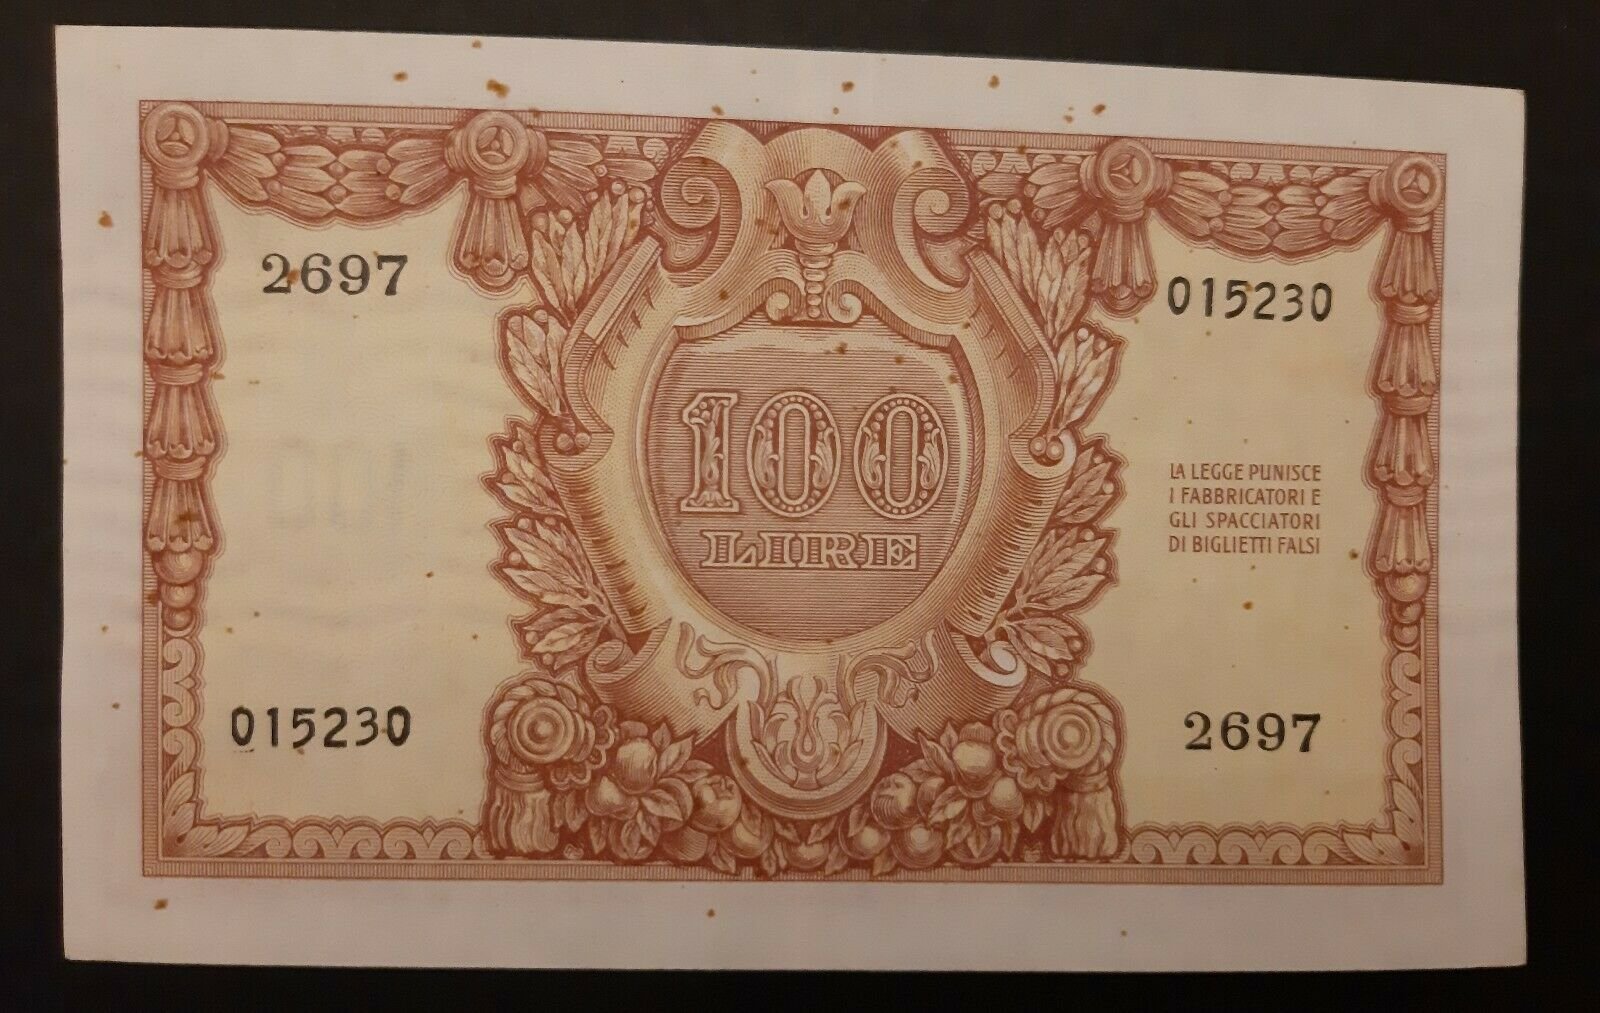 2697
015230
100
LIRE
LA LEGGE PUNISCE
I FABBRICATORI E
GLI SPACCIATORI
DI BIGLIETTI FALSI
015230
2697